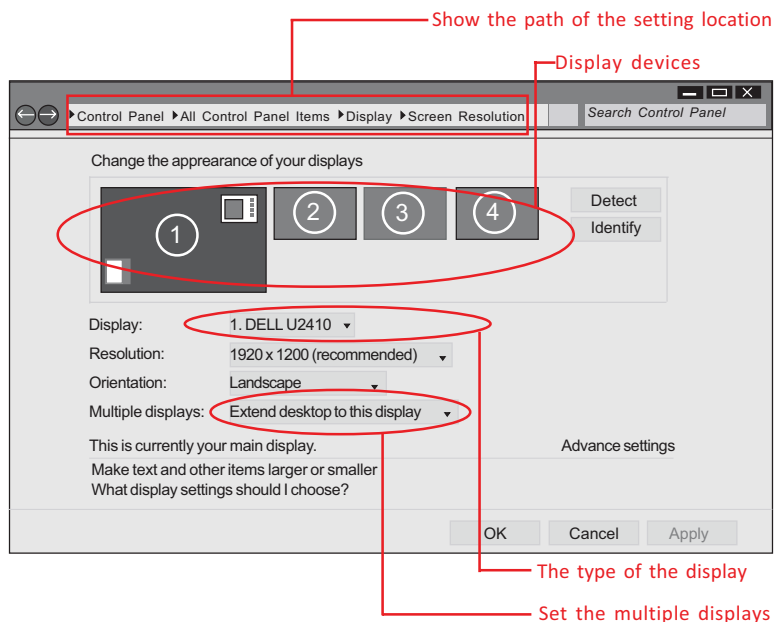 Show the path of the setting location
Display devices
Control Panel All Control Panel Items Display Screen Resolution
Search Control Panel
Change the apprearance of your displays
1
2
3
4
Detect
Identify
Display: 1. DELL U2410
Resolution: 1920 x 1200 (recommended)
Orientation: Landscape
Multiple displays: Extend desktop to this display
This is currently your main display. Advance settings
Make text and other items larger or smaller
What display settings should I choose?
OK Cancel Apply
The type of the display
Set the multiple displays